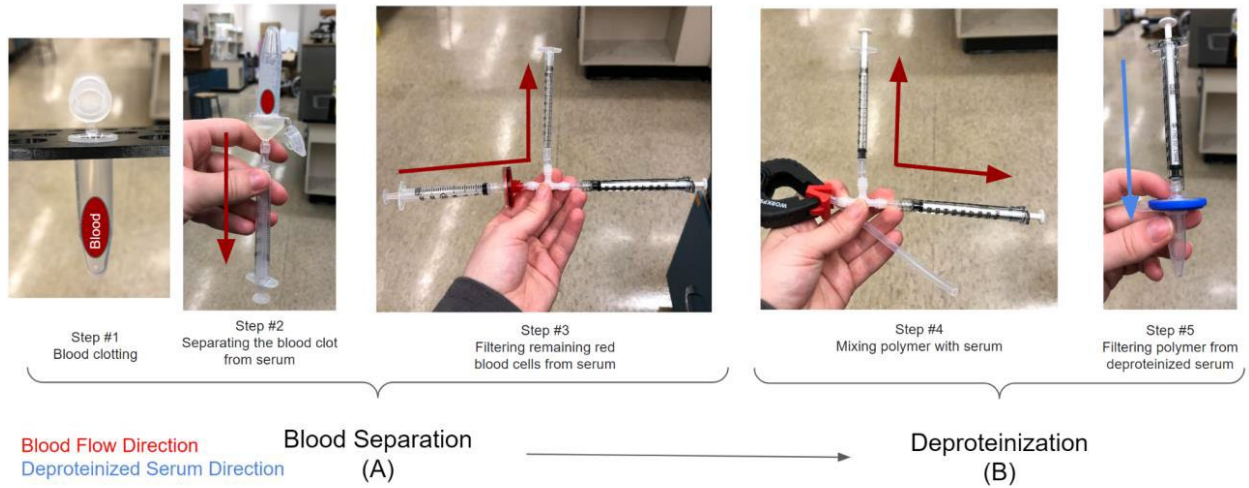 Blood
Step #1
Blood clotting
Step #2
Separating the blood clot
from serum
Step #3
Filtering remaining red
blood cells from serum
WORKPRO
Step #4
Mixing polymer with serum
Step #5
Filtering polymer from
deproteinized serum
Blood Flow Direction
Deproteinized Serum Direction
Blood Separation
(A)
Deproteinization
(B)